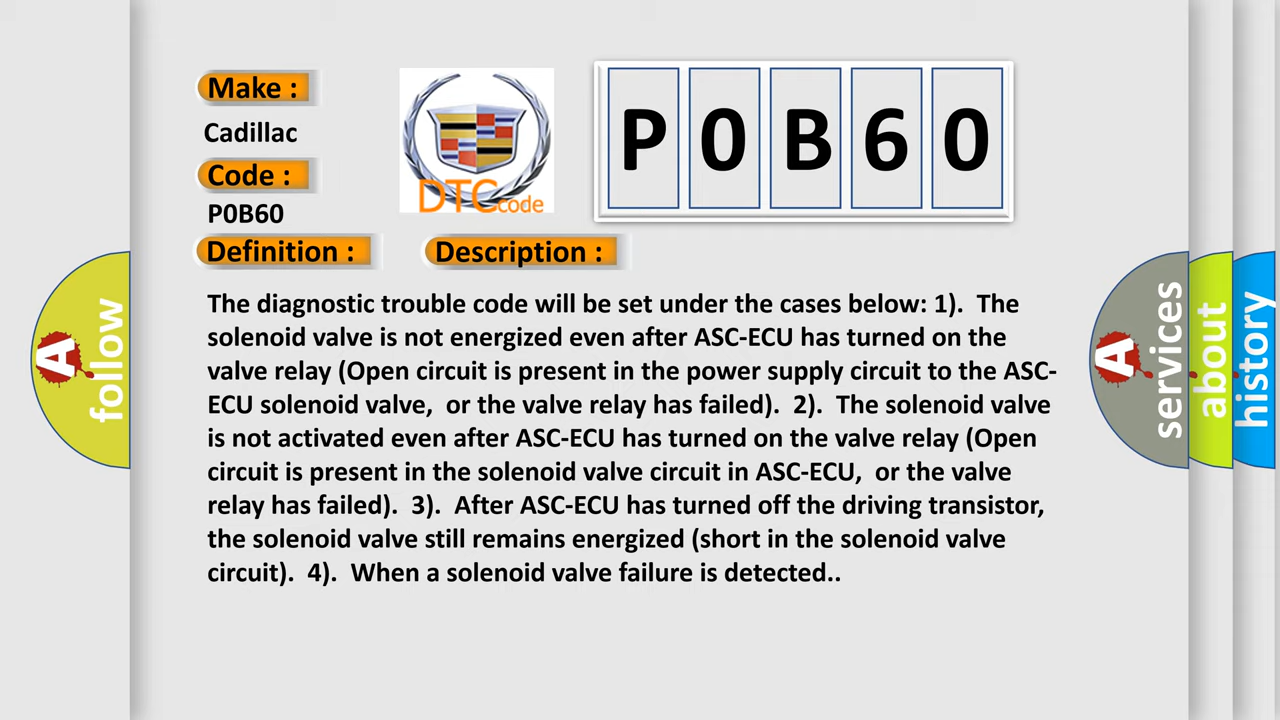 Make :
Cadillac
Code :
P0B60
Definition :
Description :
DTC code
P0B60
The diagnostic trouble code will be set under the cases below: 1).  The
solenoid valve is not energized even after ASC-ECU has turned on the
valve relay (Open circuit is present in the power supply circuit to the ASC-
ECU solenoid valve,  or the valve relay has failed).  2).  The solenoid valve
is not activated even after ASC-ECU has turned on the valve relay (Open
circuit is present in the solenoid valve circuit in ASC-ECU,  or the valve
relay has failed).  3).  After ASC-ECU has turned off the driving transistor,
the solenoid valve still remains energized (short in the solenoid valve
circuit).  4).  When a solenoid valve failure is detected..
A
follow
A
services
about
history